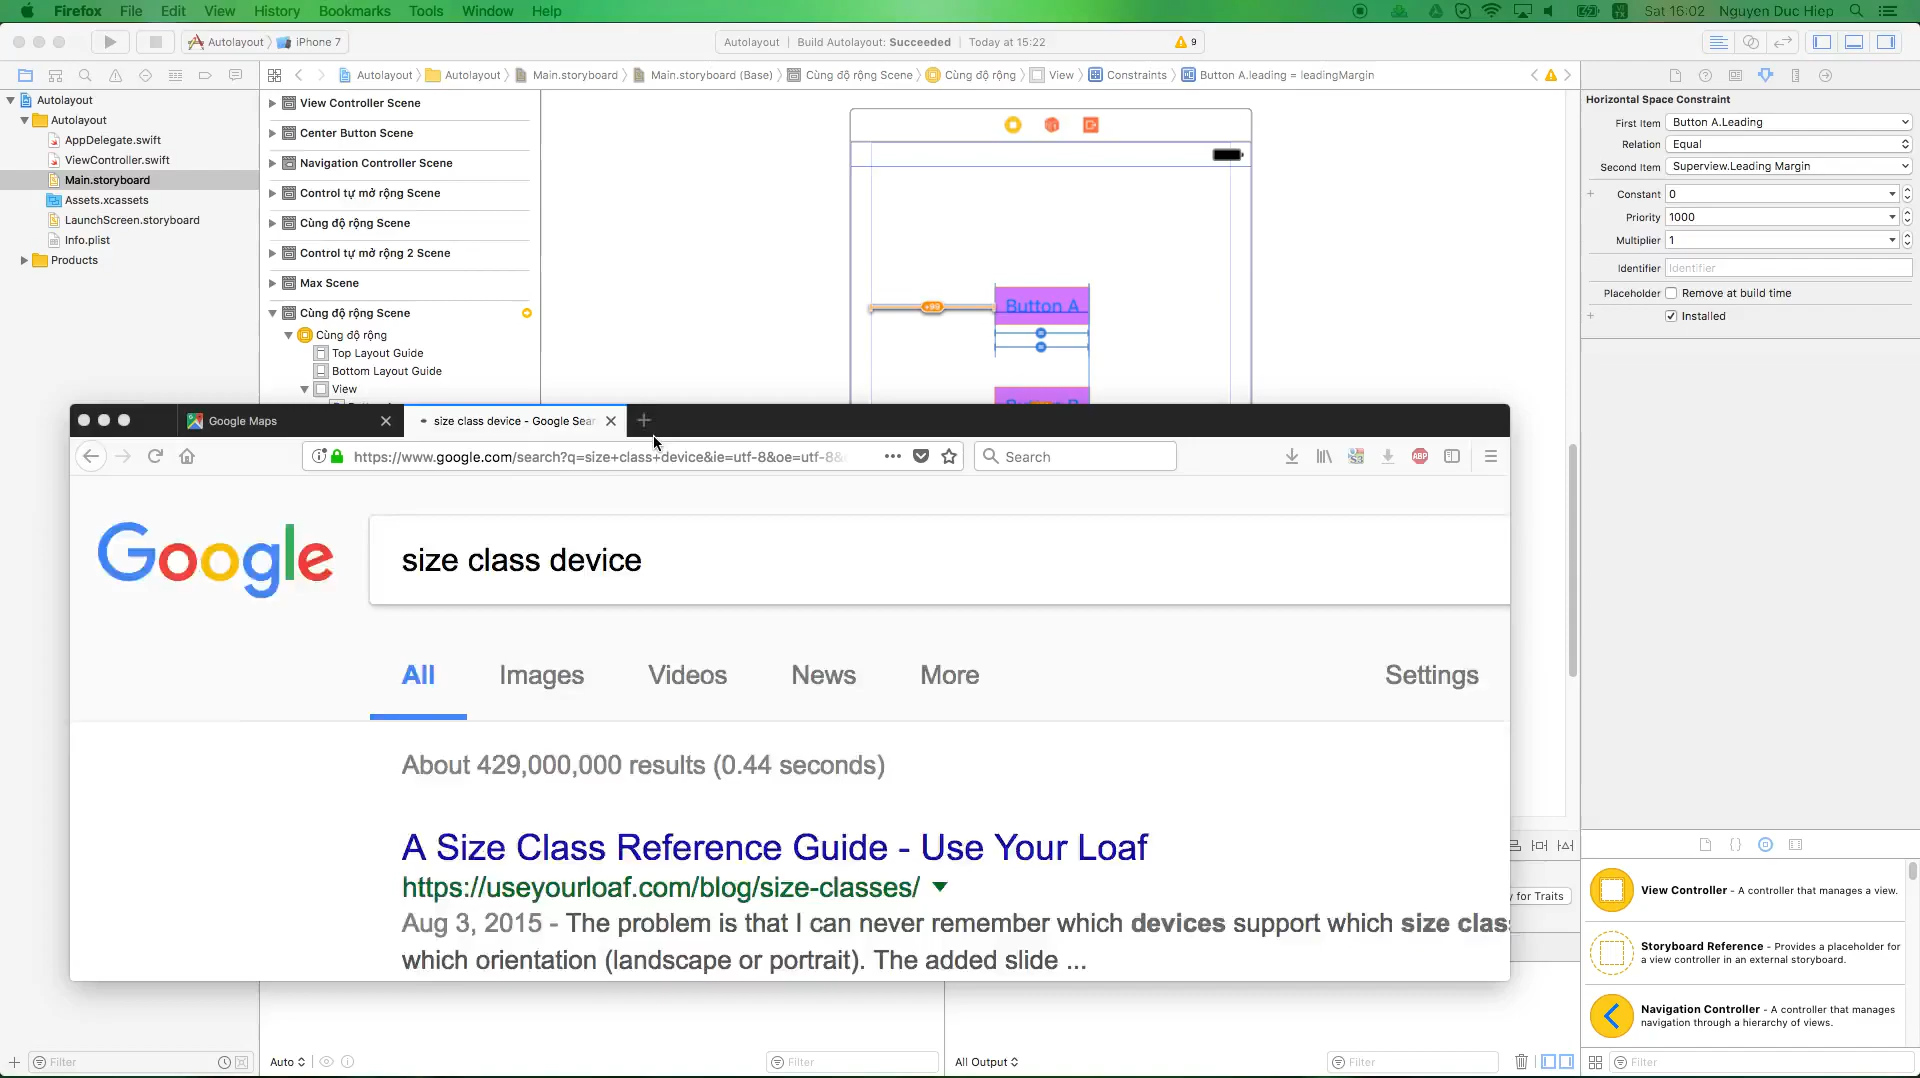 Firefox File Edit View History Bookmarks Tools Window Help Sat 16:02 Nguyen Duc Hiep
Autolayout iPhone 7 Autolayout Build Autolayout: Succeeded Today at 15:22 9
Autolayout Autolayout Main.storyboard Main.storyboard (Base) Cùng độ rộng Scene Cùng độ rộng View Constraints Button A.leading = leadingMargin
Autolayout
Autolayout
AppDelegate.swift
ViewController.swift
Main.storyboard
Assets.xcassets
LaunchScreen.storyboard
Info.plist
Products
View Controller Scene
Center Button Scene
Navigation Controller Scene
Control tự mở rộng Scene
Cùng độ rộng Scene
Control tự mở rộng 2 Scene
Max Scene
Cùng độ rộng Scene
Cùng độ rộng
Top Layout Guide
Bottom Layout Guide
View
Button A
Horizontal Space Constraint
First Item Button A.Leading
Relation Equal
Second Item Superview.Leading Margin
Constant 0
Priority 1000
Multiplier 1
Identifier Identifier
Placeholder Remove at build time
Installed
Google Maps
size class device - Google Sear
https://www.google.com/search?q=size+class+device&ie=utf-8&oe=utf-8&
Search
Google
size class device
All Images Videos News More Settings
About 429,000,000 results (0.44 seconds)
A Size Class Reference Guide - Use Your Loaf
https://useyourloaf.com/blog/size-classes/
Aug 3, 2015 - The problem is that I can never remember which devices support which size clas
which orientation (landscape or portrait). The added slide ...
for Traits
View Controller - A controller that manages a view.
Storyboard Reference - Provides a placeholder
for a view controller in an external storyboard.
Navigation Controller - A controller that manages
navigation through a hierarchy of views.
Filter Auto Filter All Output Filter Filter